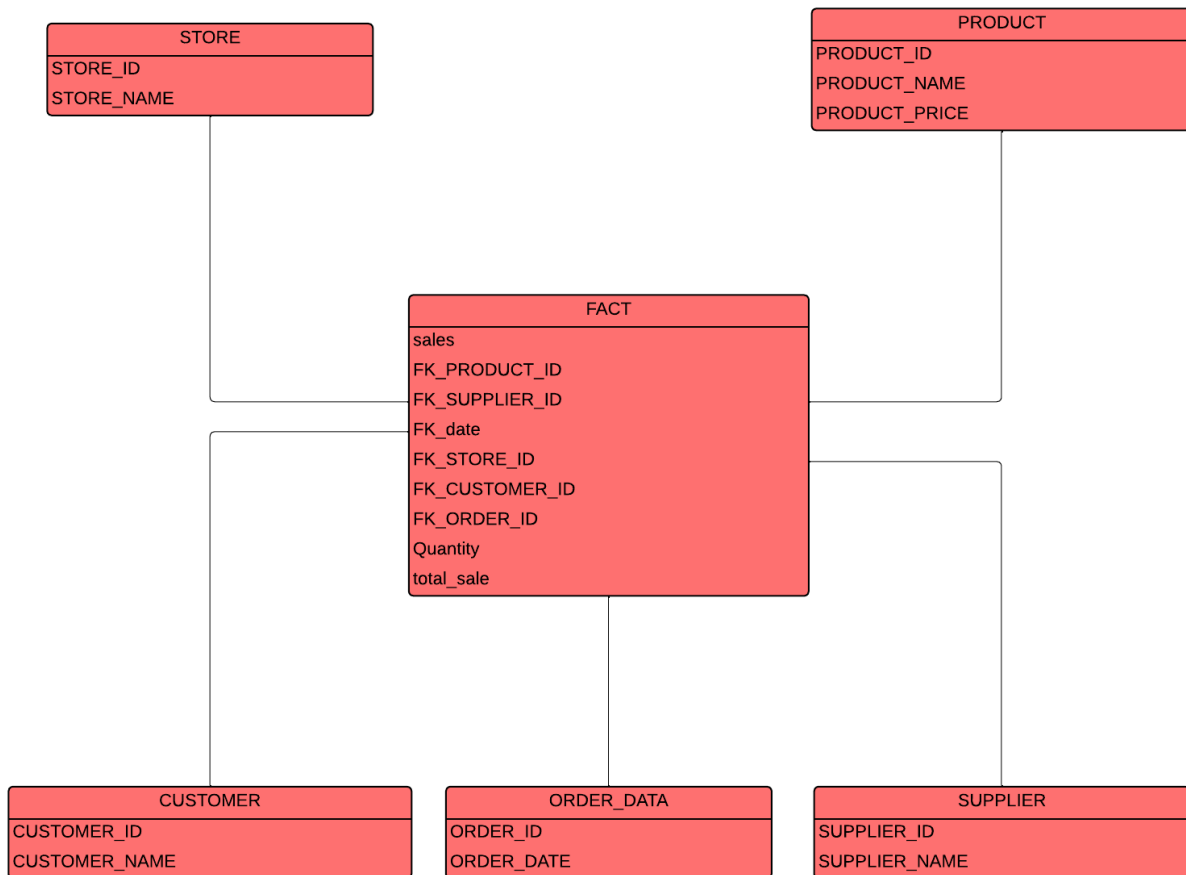 STORE
STORE_ID
STORE_NAME
PRODUCT
PRODUCT_ID
PRODUCT_NAME
PRODUCT_PRICE
FACT
sales
FK_PRODUCT_ID
FK_SUPPLIER_ID
FK_date
FK_STORE_ID
FK_CUSTOMER_ID
FK_ORDER_ID
Quantity
total_sale
CUSTOMER
CUSTOMER_ID
CUSTOMER_NAME
ORDER_DATA
ORDER_ID
ORDER_DATE
SUPPLIER
SUPPLIER_ID
SUPPLIER_NAME